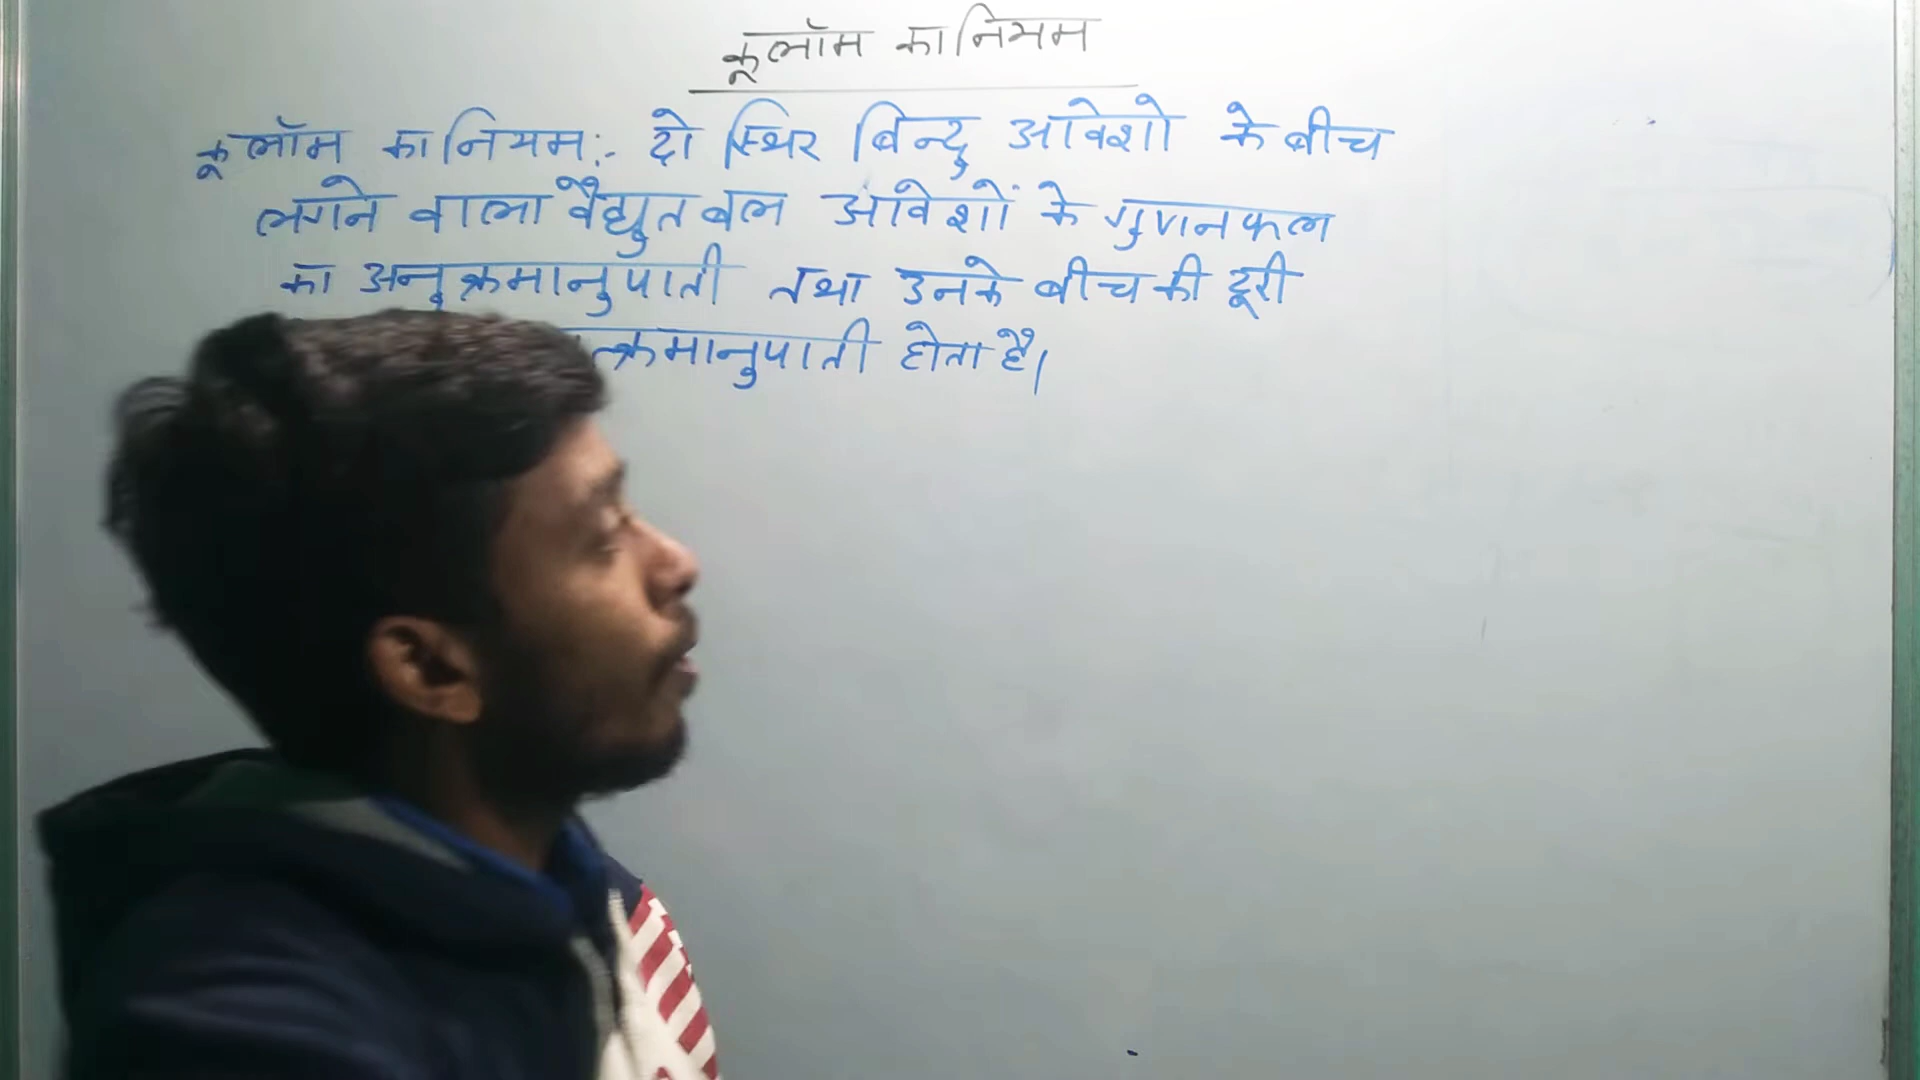 कूलॉम का नियम
कूलॉम का नियम:- दो स्थिर बिन्दु आवेशो के बीच
लगने वाला वैद्युत बल आवेशों के गुणनफल
का अनुक्रमानुपाती तथा उनके बीच की दूरी
त्क्रमानुपाती होता है।